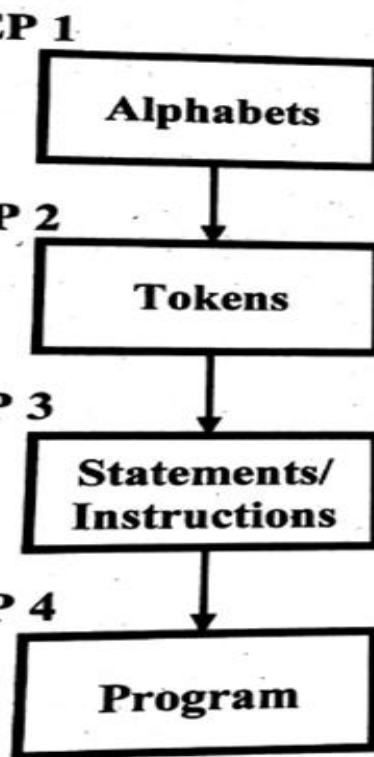 EP 1
Alphabets
P 2
Tokens
P 3
Statements/
Instructions
P 4
Program